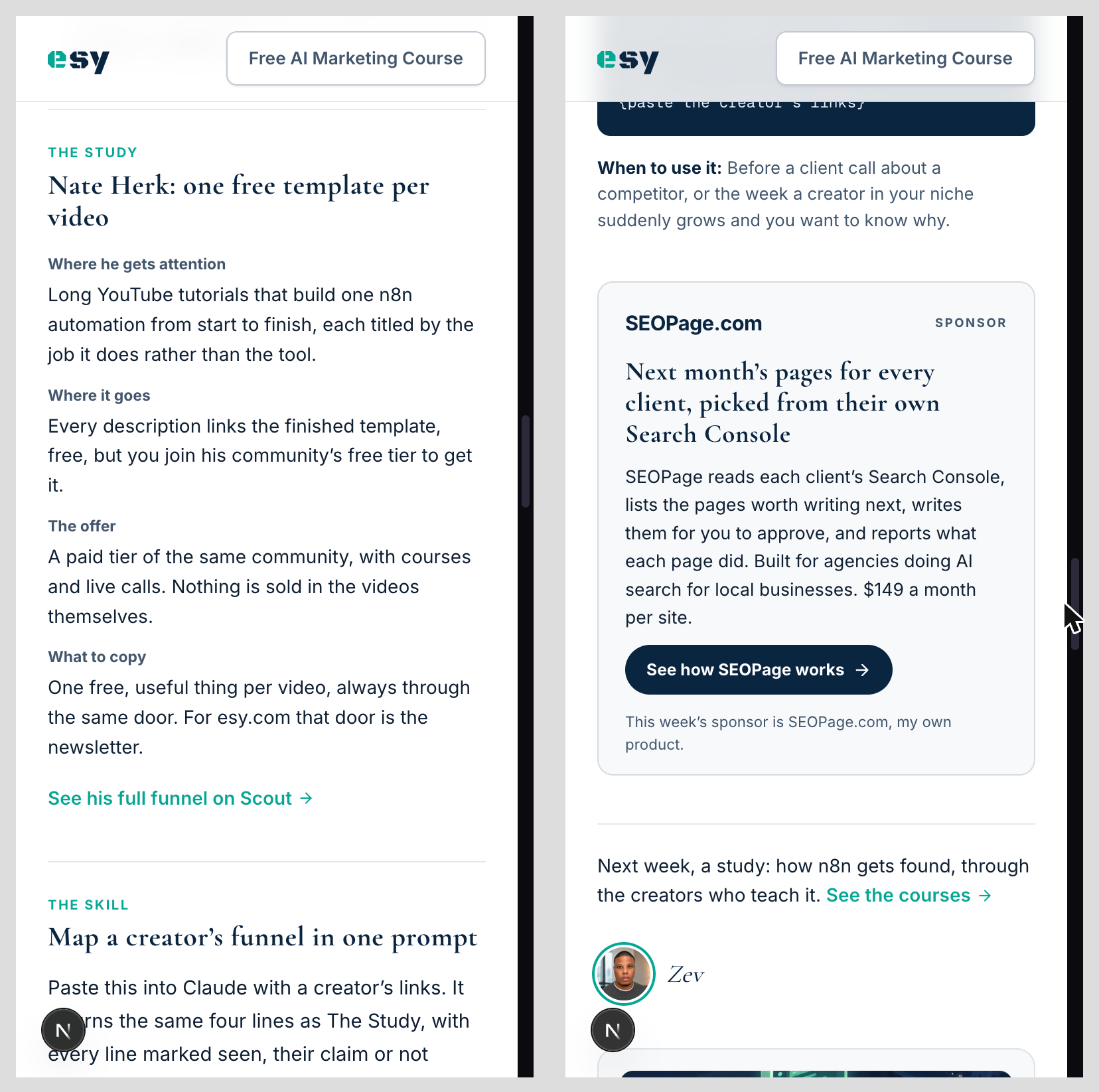 esy
Free AI Marketing Course
THE STUDY
Nate Herk: one free template per
video
Where he gets attention
Long YouTube tutorials that build one n8n
automation from start to finish, each titled by the
job it does rather than the tool.
Where it goes
Every description links the finished template,
free, but you join his community’s free tier to get
it.
The offer
A paid tier of the same community, with courses
and live calls. Nothing is sold in the videos
themselves.
What to copy
One free, useful thing per video, always through
the same door. For esy.com that door is the
newsletter.
See his full funnel on Scout →
THE SKILL
Map a creator’s funnel in one prompt
Paste this into Claude with a creator’s links. It
rns the same four lines as The Study, with
every line marked seen, their claim or not
N
esy
Free AI Marketing Course
{paste the creator's links}
When to use it: Before a client call about a
competitor, or the week a creator in your niche
suddenly grows and you want to know why.
SEOPage.com
SPONSOR
Next month’s pages for every
client, picked from their own
Search Console
SEOPage reads each client’s Search Console,
lists the pages worth writing next, writes
them for you to approve, and reports what
each page did. Built for agencies doing AI
search for local businesses. $149 a month
per site.
See how SEOPage works →
This week’s sponsor is SEOPage.com, my own
product.
Next week, a study: how n8n gets found, through
the creators who teach it. See the courses →
Zev
N